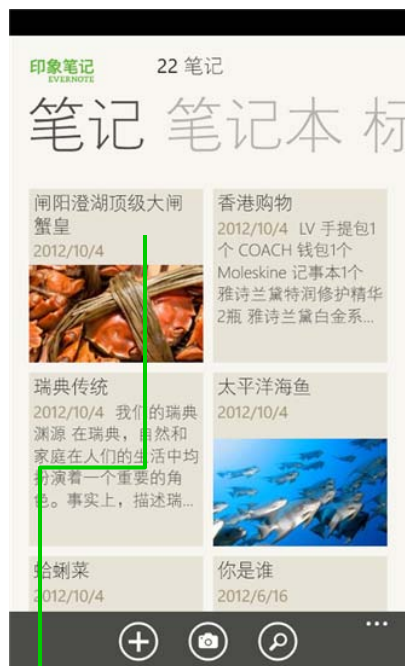 印象笔记
EVERNOTE
22 笔记
笔记 笔记本 标
闸阳澄湖顶级大闸
蟹皇
2012/10/4
香港购物
2012/10/4 LV 手提包1
个 COACH 钱包1个
Moleskine 记事本1个
雅诗兰黛特润修护精华
2瓶 雅诗兰黛白金系...
瑞典传统
2012/10/4 我们的瑞典
渊源 在瑞典，自然和
家庭在人们的生活中均
扮演着一个重要的角
色。事实上，描述瑞...
太平洋海鱼
2012/10/4
蛤蜊菜
2012/10/4
你是谁
2012/6/16